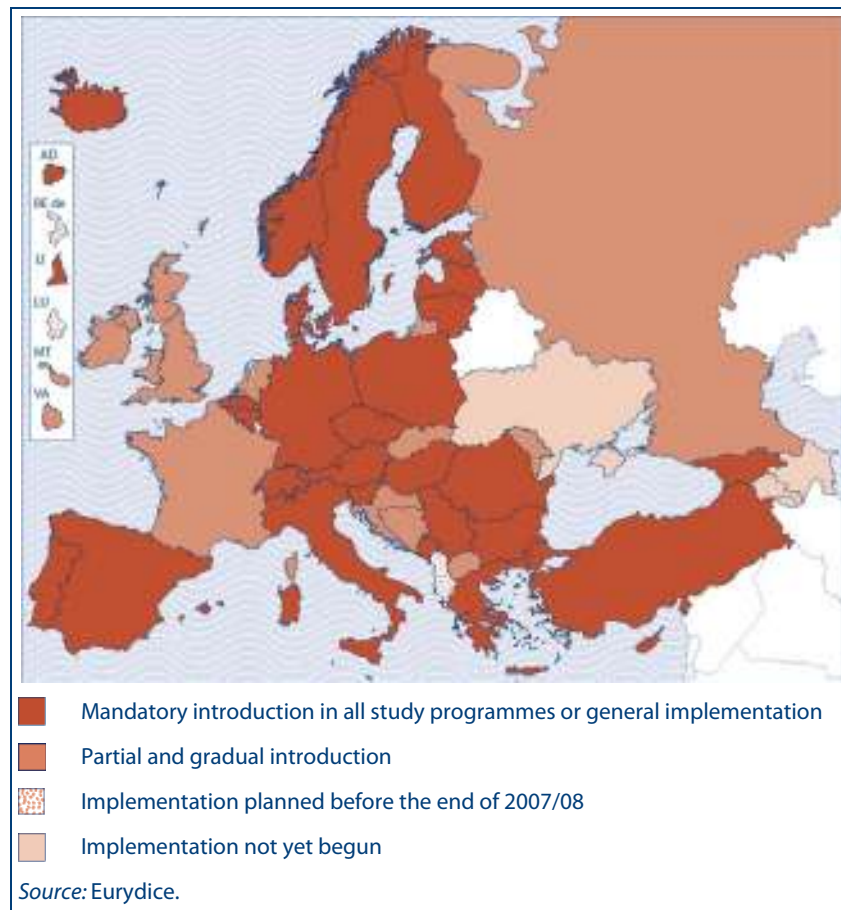 AD
BE de
LI
LU
MT
VA
Mandatory introduction in all study programmes or general implementation
Partial and gradual introduction
Implementation planned before the end of 2007/08
Implementation not yet begun
Source: Eurydice.